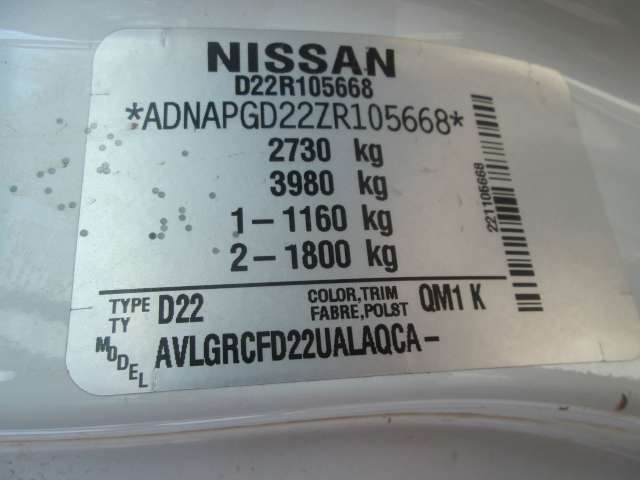 NISSAN
D22R105668
*ADNAPGD22ZR105668*
2730 kg
3980 kg
1-1160 kg
2-1800 kg
221105668
TYPE D22 COLOR,TRIM QM1 K
TY FABRE,POLST
MODEL AVLGRCFD22UALAQCA-